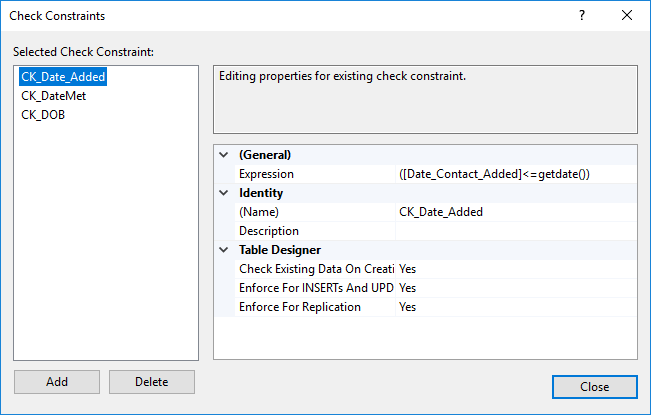 Check Constraints
Selected Check Constraint:
CK_Date_Added
CK_DateMet
CK_DOB
Editing properties for existing check constraint.
(General)
Expression ([Date_Contact_Added]<=getdate())
Identity
(Name) CK_Date_Added
Description
Table Designer
Check Existing Data On Creati Yes
Enforce For INSERTs And UPD Yes
Enforce For Replication Yes
Add Delete
Close